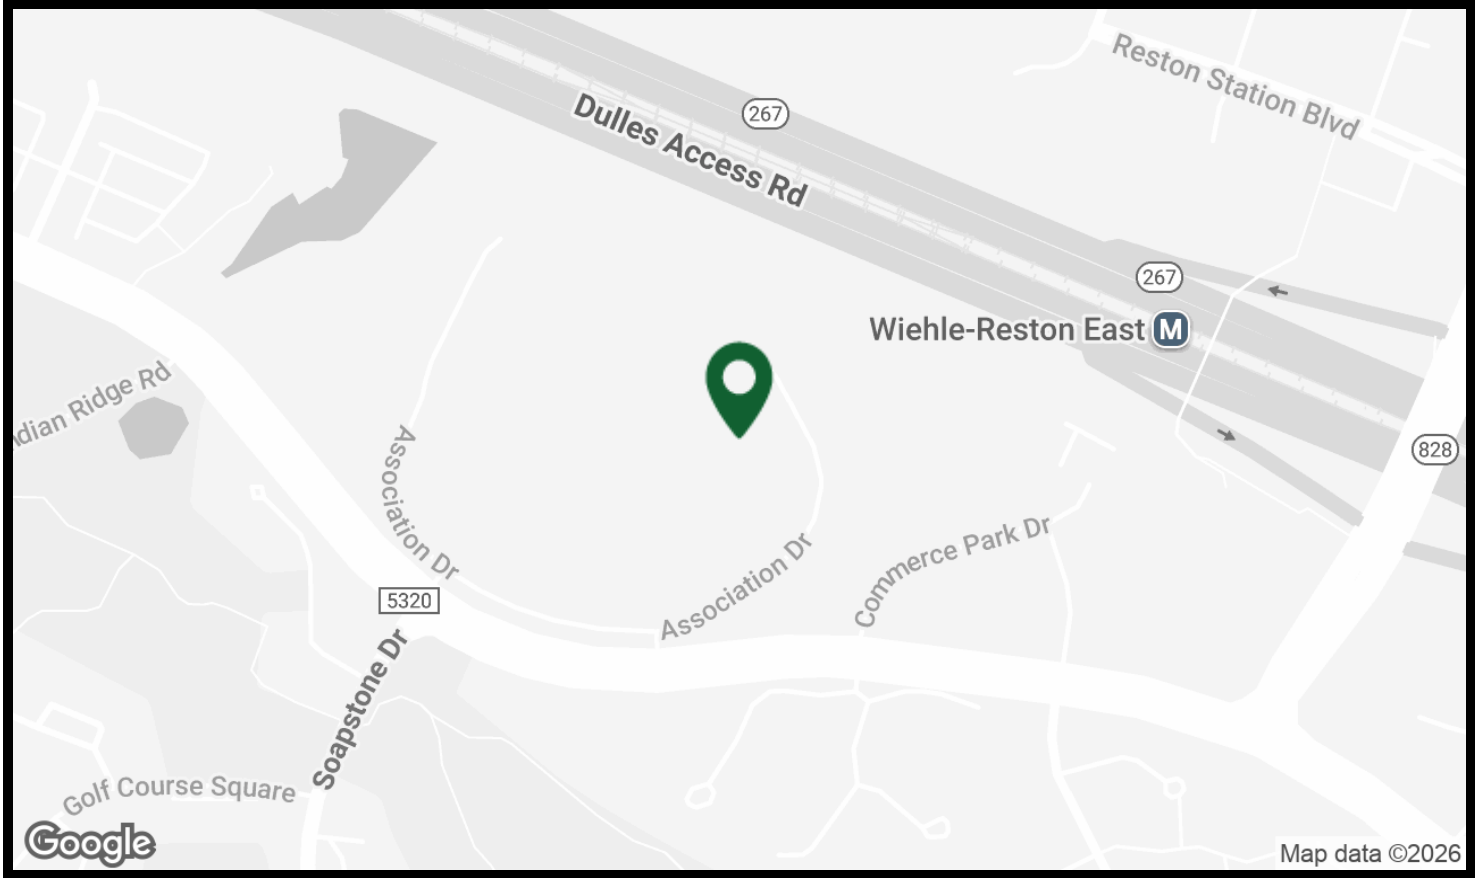 Reston Station Blvd
267
Dulles Access Rd
267
Wiehle-Reston East M
dian Ridge Rd
828
Association Dr
Commerce Park Dr
Association Dr
5320
Soapstone Dr
Golf Course Square
Google
Map data ©2026